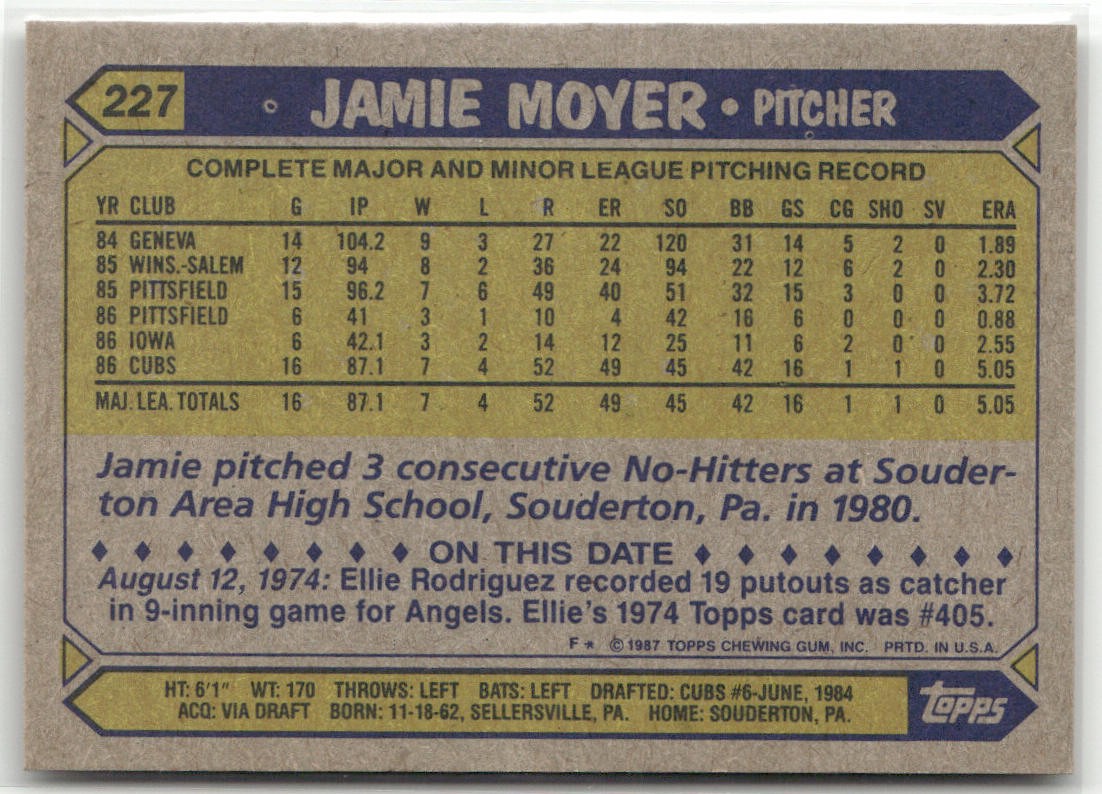 227 JAMIE MOYER • PITCHER
COMPLETE MAJOR AND MINOR LEAGUE PITCHING RECORD
YR CLUB G IP W L R ER SO BB GS CG SHO SV ERA
84 GENEVA 14 104.2 9 3 27 22 120 31 14 5 2 0 1.89
85 WINS.-SALEM 12 94 8 2 36 24 94 22 12 6 2 0 2.30
85 PITTSFIELD 15 96.2 7 6 49 40 51 32 15 3 0 0 3.72
86 PITTSFIELD 6 41 3 1 10 4 42 16 6 0 0 0 0.88
86 IOWA 6 42.1 3 2 14 12 25 11 6 2 0 0 2.55
86 CUBS 16 87.1 7 4 52 49 45 42 16 1 1 0 5.05
MAJ. LEA. TOTALS 16 87.1 7 4 52 49 45 42 16 1 1 0 5.05
Jamie pitched 3 consecutive No-Hitters at Souder-
ton Area High School, Souderton, Pa. in 1980.
♦ ♦ ♦ ♦ ♦ ♦ ♦ ♦ ON THIS DATE ♦ ♦ ♦ ♦ ♦ ♦ ♦ ♦
August 12, 1974: Ellie Rodriguez recorded 19 putouts as catcher
in 9-inning game for Angels. Ellie's 1974 Topps card was #405.
F * © 1987 TOPPS CHEWING GUM, INC. PRTD. IN U.S.A.
HT: 6'1" WT: 170 THROWS: LEFT BATS: LEFT DRAFTED: CUBS #6-JUNE, 1984
ACQ: VIA DRAFT BORN: 11-18-62, SELLERSVILLE, PA. HOME: SOUDERTON, PA.
topps